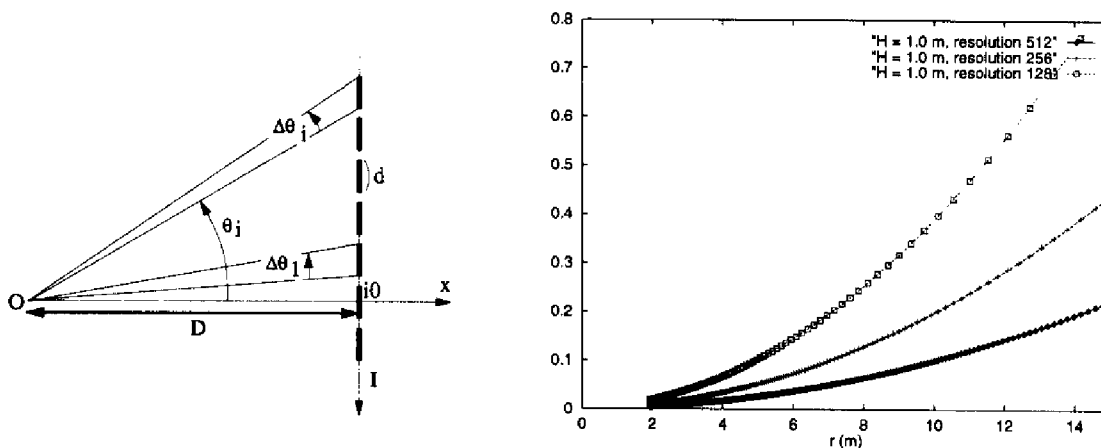 Δθ i
d
θ i
Δθ 1
O
i0
x
D
I
0.8
0.7
0.6
0.5
0.4
0.3
0.2
0.1
0
"H = 1.0 m, resolution 512"
"H = 1.0 m, resolution 256"
"H = 1.0 m, resolution 128"
0 2 4 6 8 10 12 14
r (m)